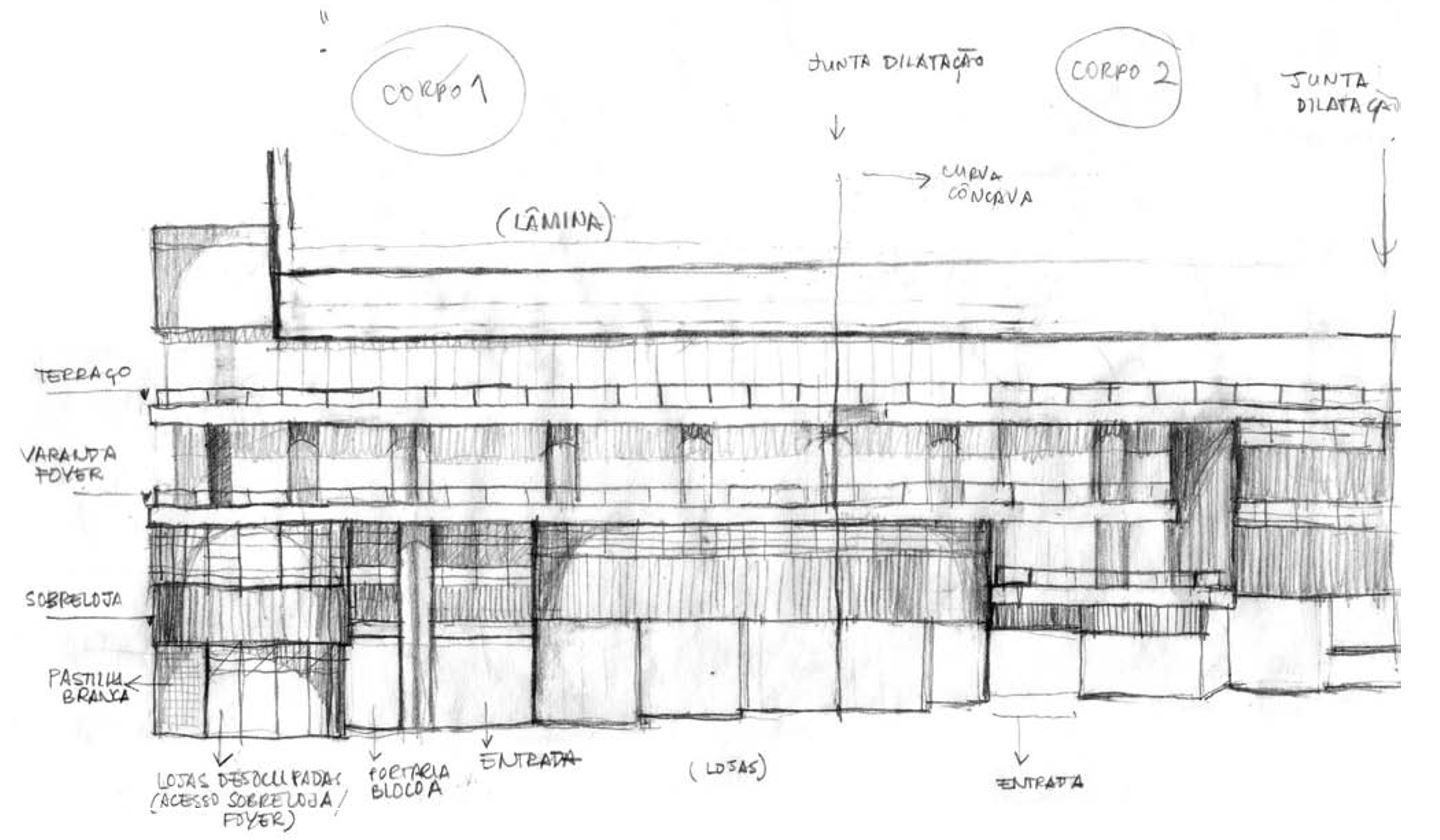 CORPO 1
JUNTA DILATAÇÃO
CORPO 2
JUNTA
DILATAÇÃO
CURVA
CÔNCAVA
(LÂMINA)
TERRAÇO
VARANDA
FOYER
SOBRELOJA
PASTILHA
BRANCA
LOJAS DESOCUPADAS
(ACESSO SOBRELOJA/
FOYER)
PORTARIA
BLOCO A
ENTRADA
(LOJAS)
ENTRADA